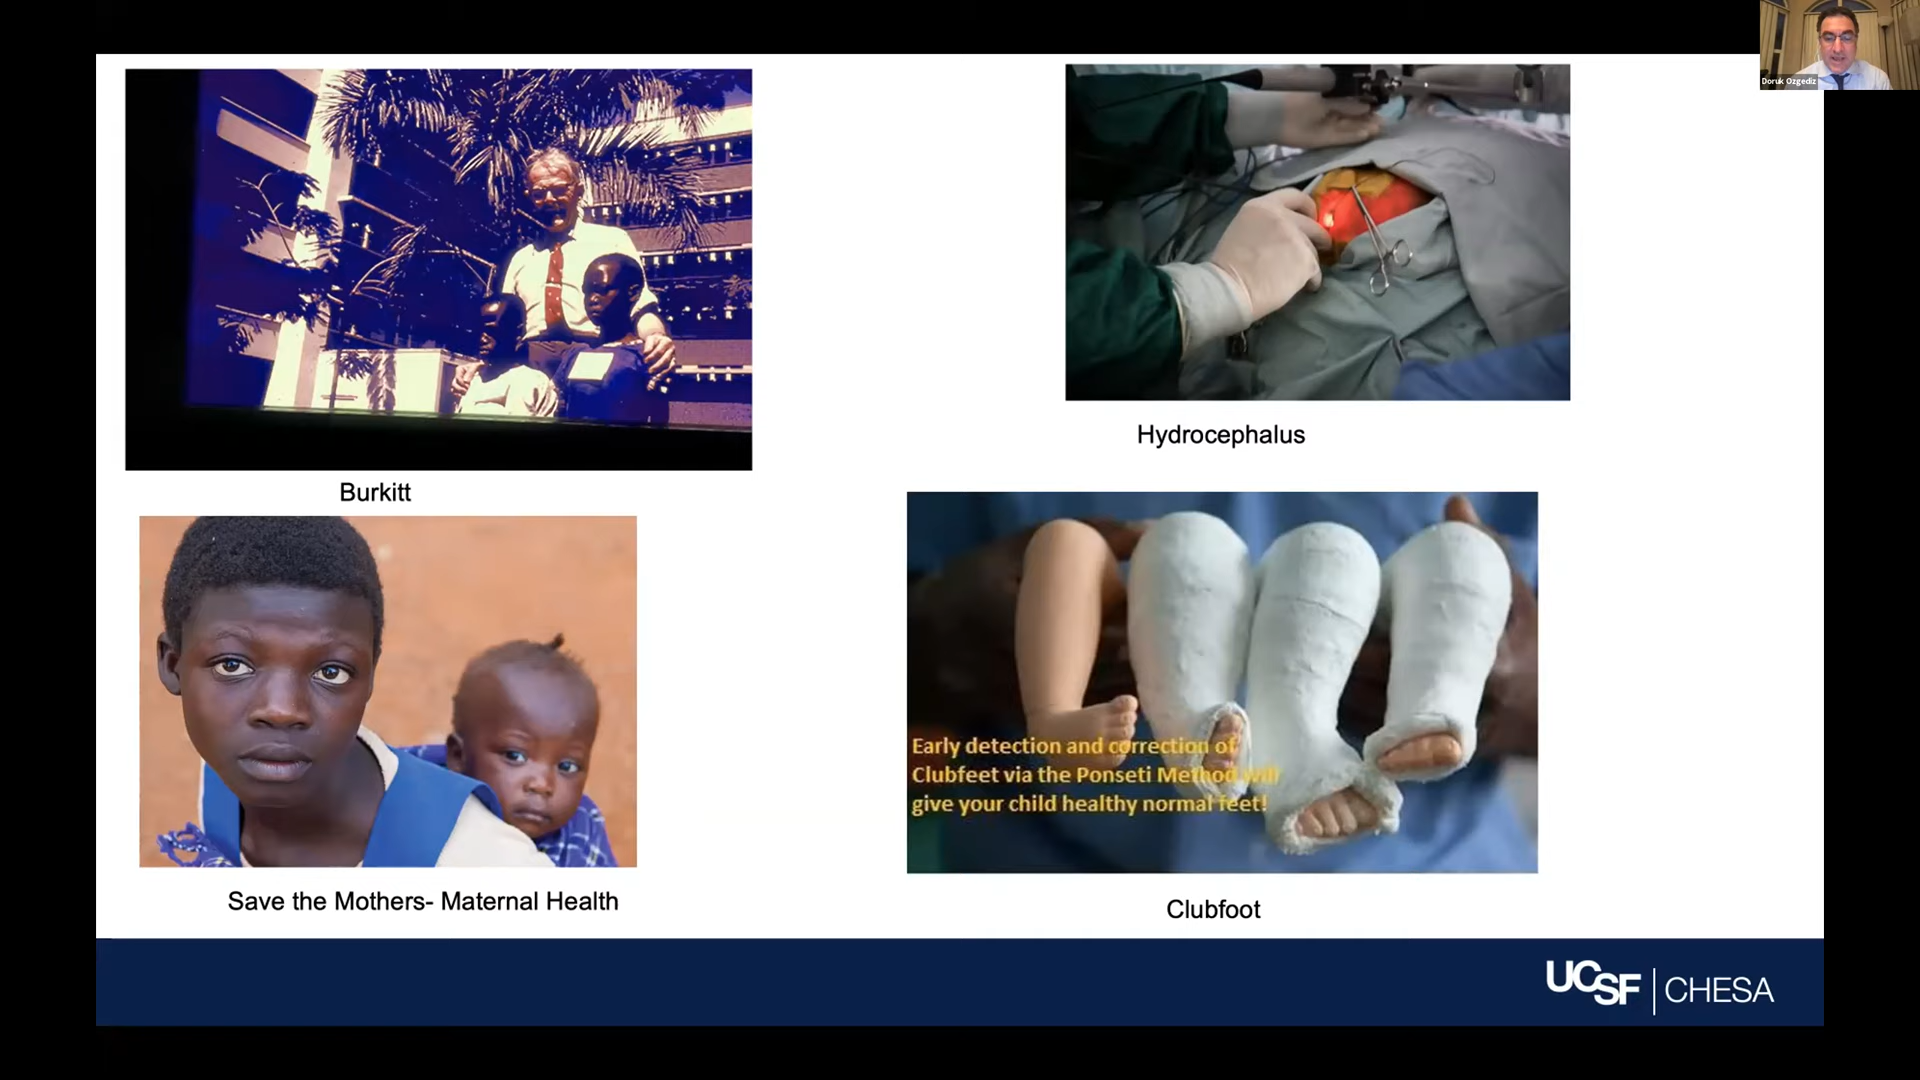 Doruk Ozgediz
Burkitt
Hydrocephalus
Save the Mothers- Maternal Health
Early detection and correction of
Clubfeet via the Ponseti Method will
give your child healthy normal feet!
Clubfoot
UCSF | CHESA